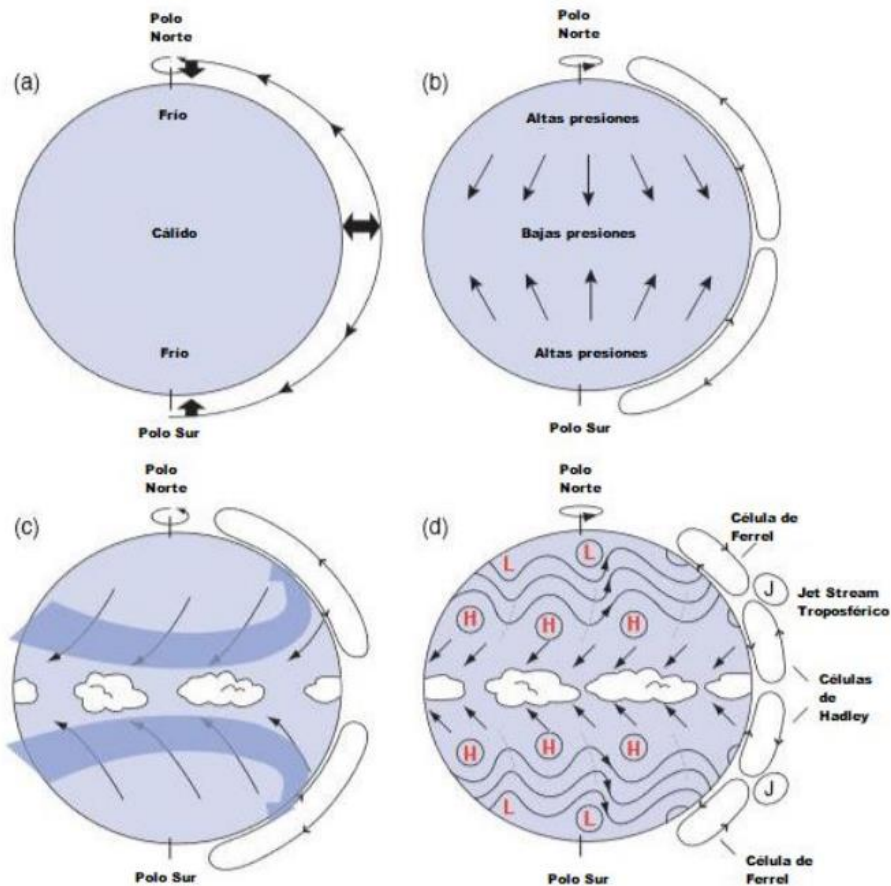 Polo
Norte
(a)
Frío
Cálido
Frío
Polo Sur
Polo
Norte
(b)
Altas presiones
Bajas presiones
Altas presiones
Polo Sur
Polo
Norte
(c)
Polo Sur
Polo
Norte
(d)
Célula de
Ferrel
L
L
J
Jet Stream
Troposférico
H
H
H
Células
de
Hadley
H
H
H
J
L
L
Célula de
Ferrel
Polo Sur